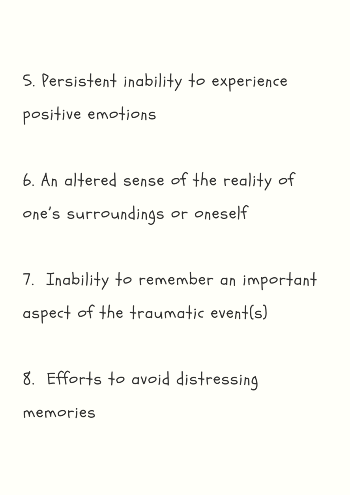 5. Persistent inability to experience
positive emotions
6. An altered sense of the reality of
one's surroundings or oneself
7. Inability to remember an important
aspect of the traumatic event(s)
8. Efforts to avoid distressing
memories